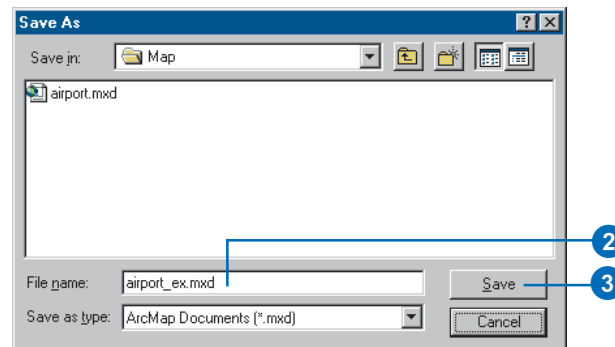 Save As
Save in: Map
airport.mxd
2
File name: airport_ex.mxd Save 3
Save as type: ArcMap Documents (*.mxd) Cancel